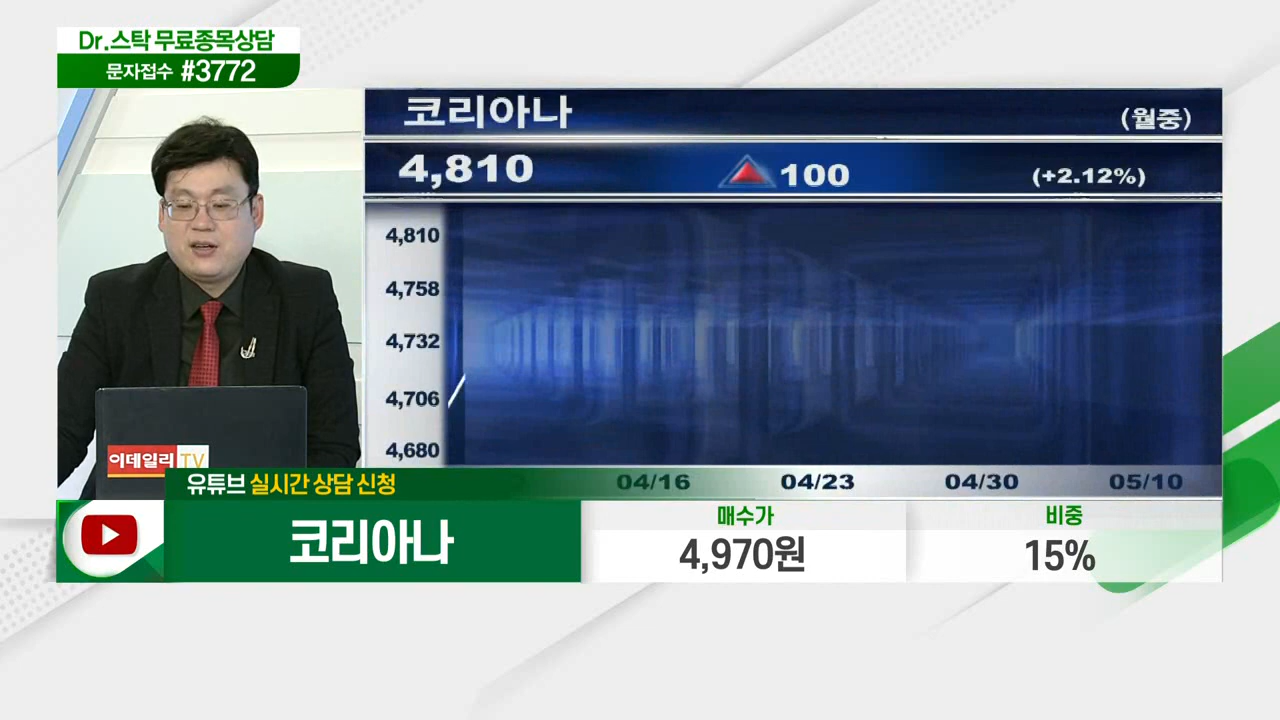 Dr.스탁 무료종목상담
문자접수 #3772
코리아나 (월중)
4,810 100 (+2.12%)
4,810
4,758
4,732
4,706
4,680
04/16 04/23 04/30 05/10
이데일리 TV
유튜브 실시간 상담 신청
코리아나
매수가 비중
4,970원 15%